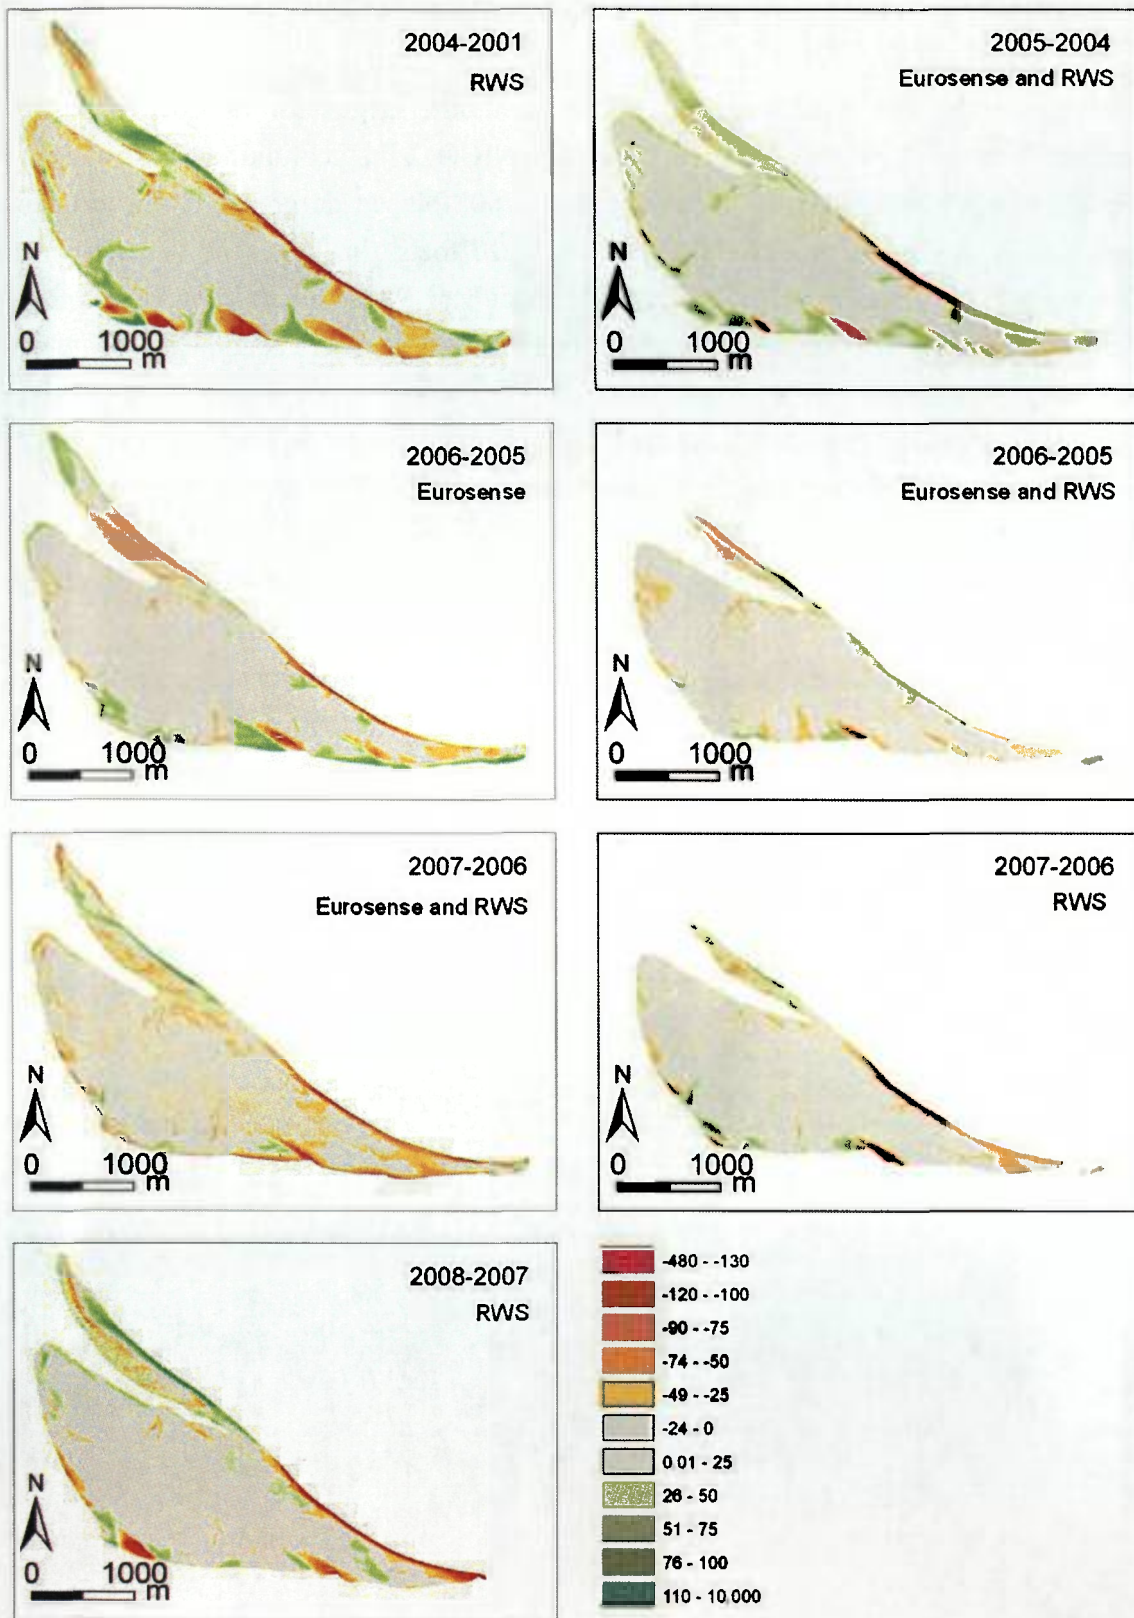 2004-2001
RWS
N
0 1000
m
2005-2004
Eurosense and RWS
N
0 1000
m
2006-2005
Eurosense
N
0 1000
m
2006-2005
Eurosense and RWS
N
0 1000
m
2007-2006
Eurosense and RWS
N
0 1000
m
2007-2006
RWS
N
0 1000
m
2008-2007
RWS
N
0 1000
m
-480 - -130
-120 - -100
-90 - -75
-74 - -50
-49 - -25
-24 - 0
0.01 - 25
26 - 50
51 - 75
76 - 100
110 - 10 000